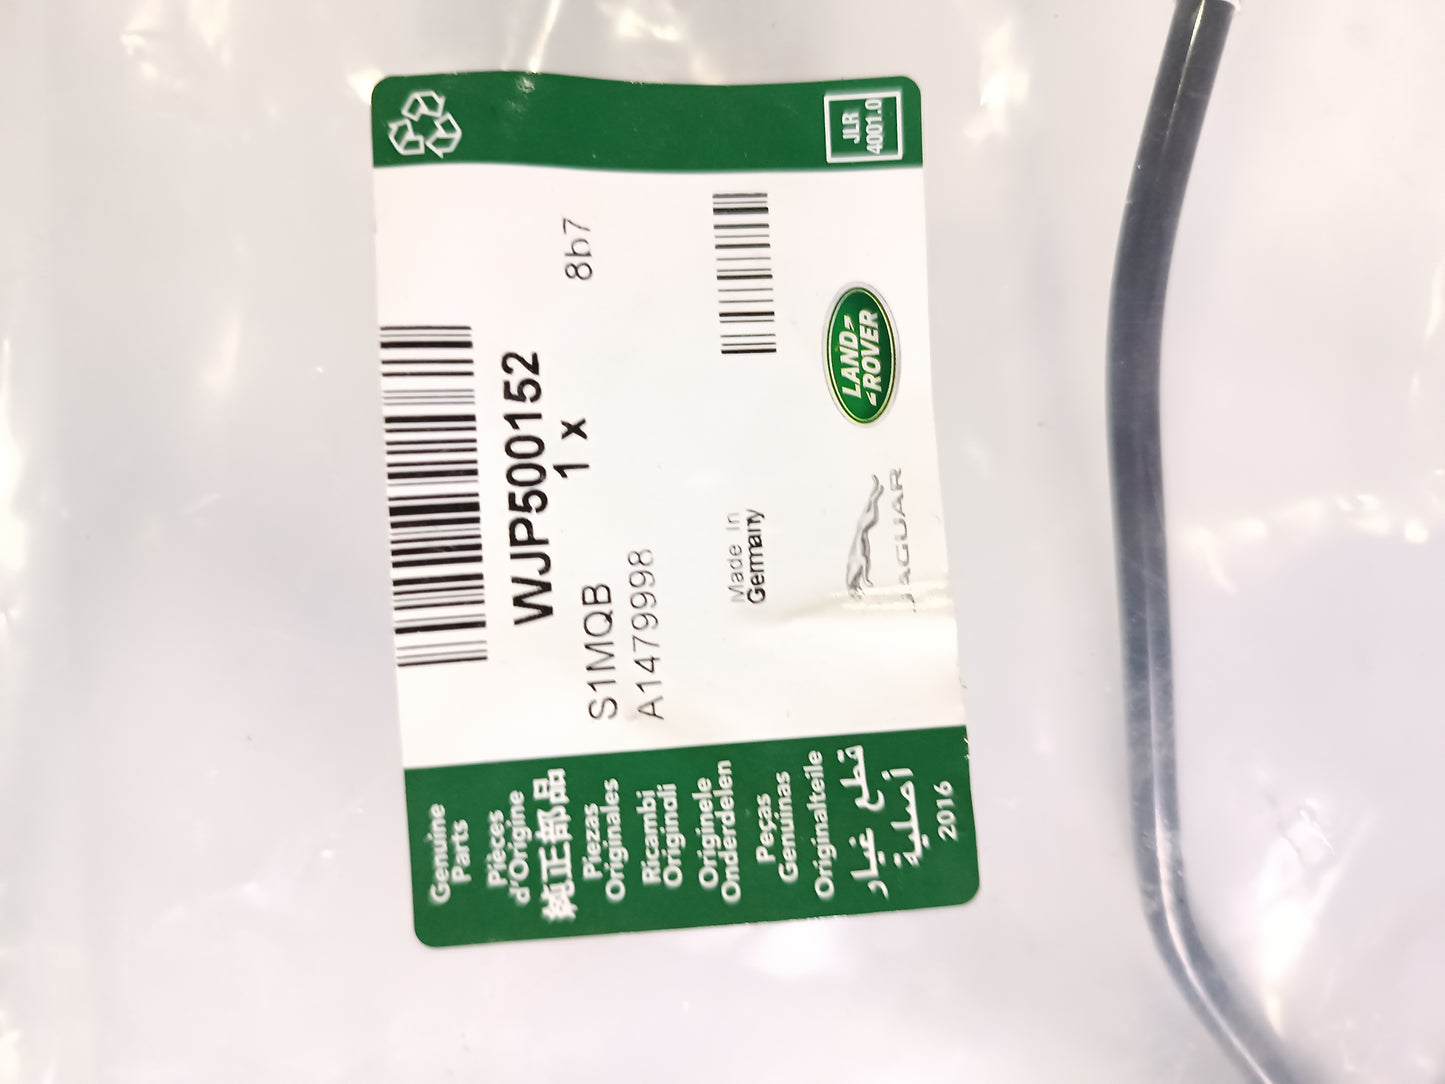 Genuine
Parts
Pièces
d'Origine
純正部品
Piezas
Originales
Ricambi
Originali
Originele
Onderdelen
Peças
Genuinas
Originalteile
قطع غيار
أصلية
2016
WJP500152
1 x
8b7
S1MQB
A1479998
Made In
Germany
JAGUAR
LAND
ROVER
JLR
4001.0